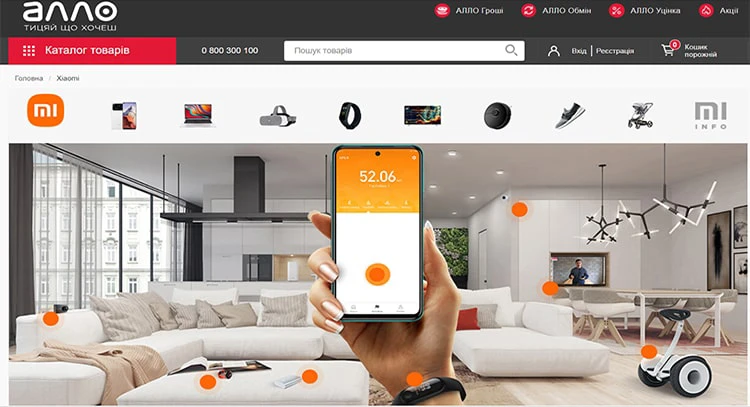 АЛЛО
ТИЦЯЙ ЩО ХОЧЕШ
АЛЛО Гроші
АЛЛО Обмін
АЛЛО Уцінка
Акції
Каталог товарів
0 800 300 100
Пошук товарів
Вхід | Реєстрація
0
Кошик
порожній
Головна / Xiaomi
mi
mi
INFO
52.06